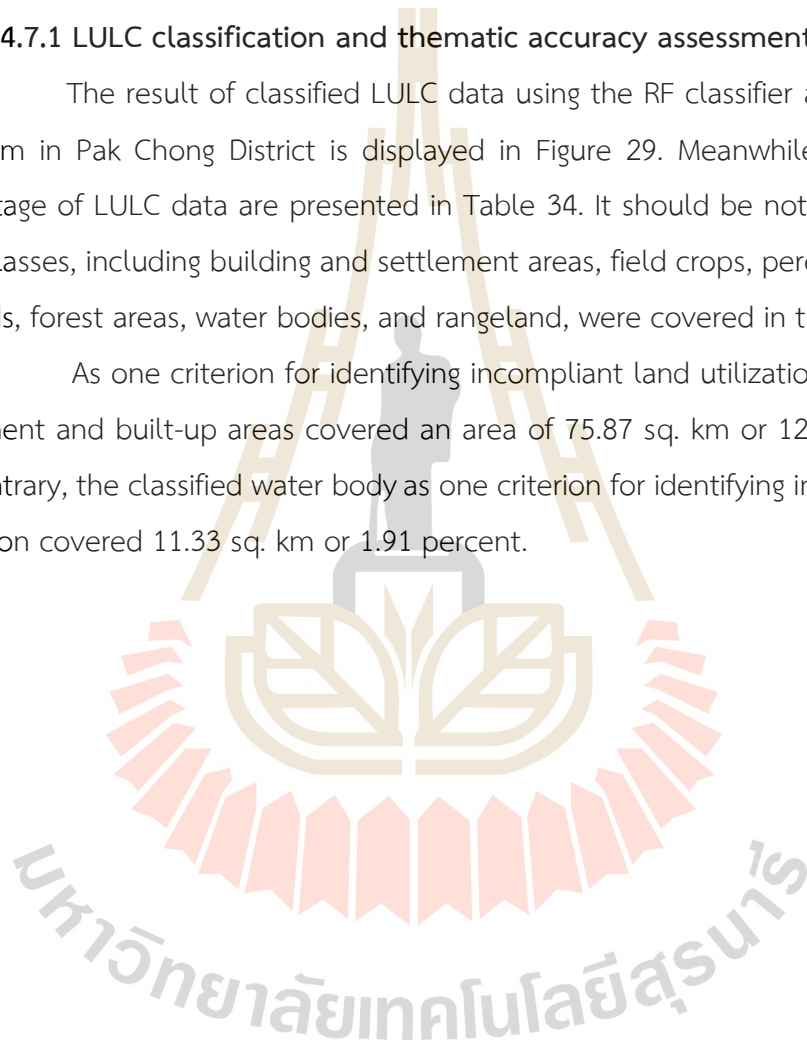 4.7.1 LULC classification and thematic accuracy assessment
The result of classified LULC data using the RF classifier
m in Pak Chong District is displayed in Figure 29. Meanwhile
tage of LULC data are presented in Table 34. It should be not
lasses, including building and settlement areas, field crops, pere
ls, forest areas, water bodies, and rangeland, were covered in t
As one criterion for identifying incompliant land utilizatio
ent and built-up areas covered an area of 75.87 sq. km or 12
ntrary, the classified water body as one criterion for identifying in
on covered 11.33 sq. km or 1.91 percent.
มหาวิทยาลัยเทคโนโลยีสุรนารี